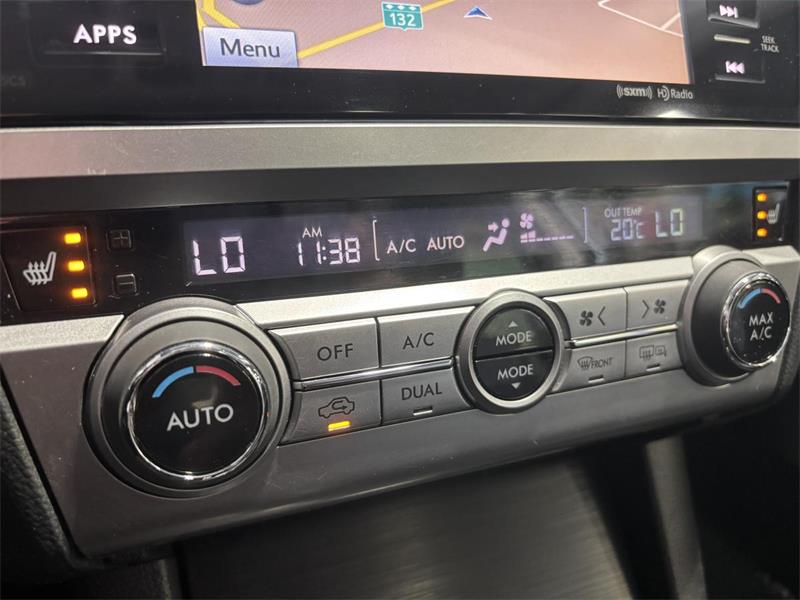 APPS
132
Menu
SEEK
TRACK
((sxm)) HD Radio
LO
AM
11:38
A/C AUTO
OUT TEMP
20°C
LO
OFF
A/C
MODE
MODE
MAX
A/C
AUTO
DUAL
FRONT